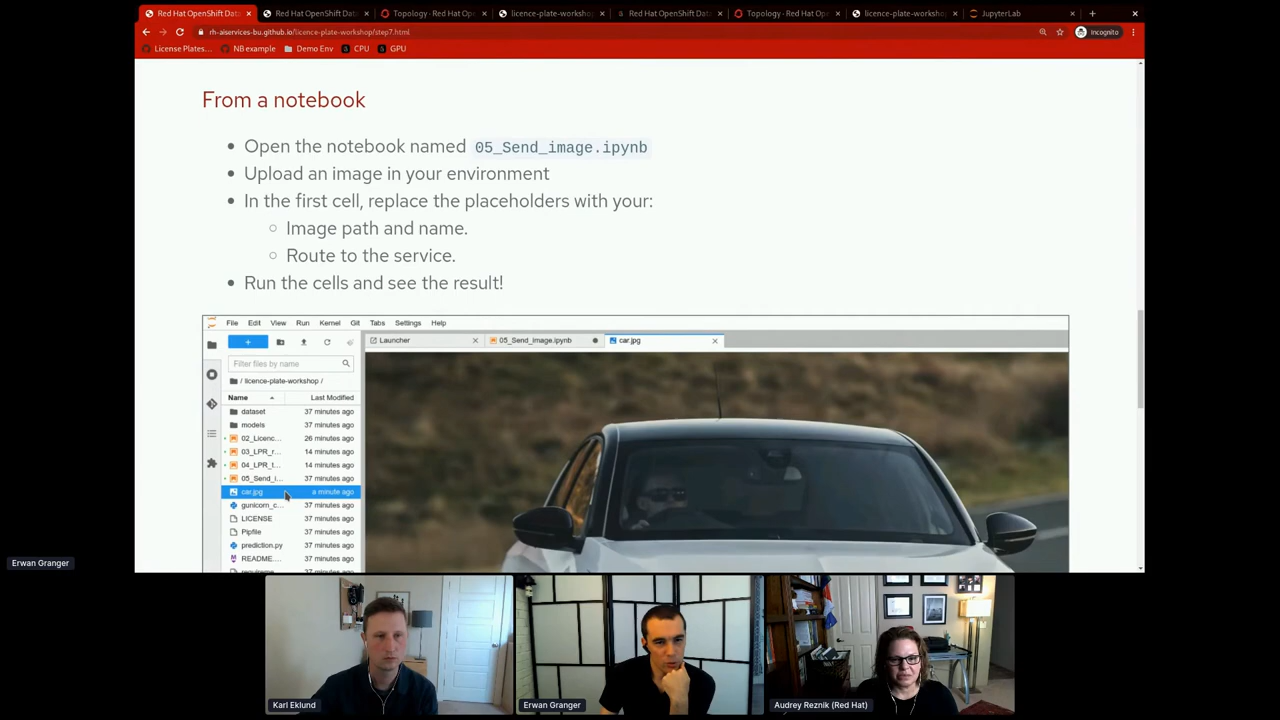 Red Hat OpenShift Dat
Red Hat OpenShift Dat
Topology · Red Hat Op
licence-plate-worksho
Red Hat OpenShift Dat
Topology · Red Hat Op
licence-plate-worksho
JupyterLab
rh-aiservices-bu.github.io/licence-plate-workshop/step7.html
Incognito
License Plates...
NB example
Demo Env
CPU
GPU
From a notebook
Open the notebook named 05_Send_image.ipynb
Upload an image in your environment
In the first cell, replace the placeholders with your:
Image path and name.
Route to the service.
Run the cells and see the result!
File Edit View Run Kernel Git Tabs Settings Help
Launcher
05_Send_image.ipynb
car.jpg
Filter files by name
/ licence-plate-workshop /
Name Last Modified
dataset 37 minutes ago
models 37 minutes ago
02_Licenc... 26 minutes ago
03_LPR_r... 14 minutes ago
04_LPR_t... 14 minutes ago
05_Send_i... 37 minutes ago
car.jpg a minute ago
gunicorn_c... 37 minutes ago
LICENSE 37 minutes ago
Pipfile 37 minutes ago
prediction.py 37 minutes ago
README.... 37 minutes ago
Erwan Granger
Karl Eklund
Erwan Granger
Audrey Reznik (Red Hat)